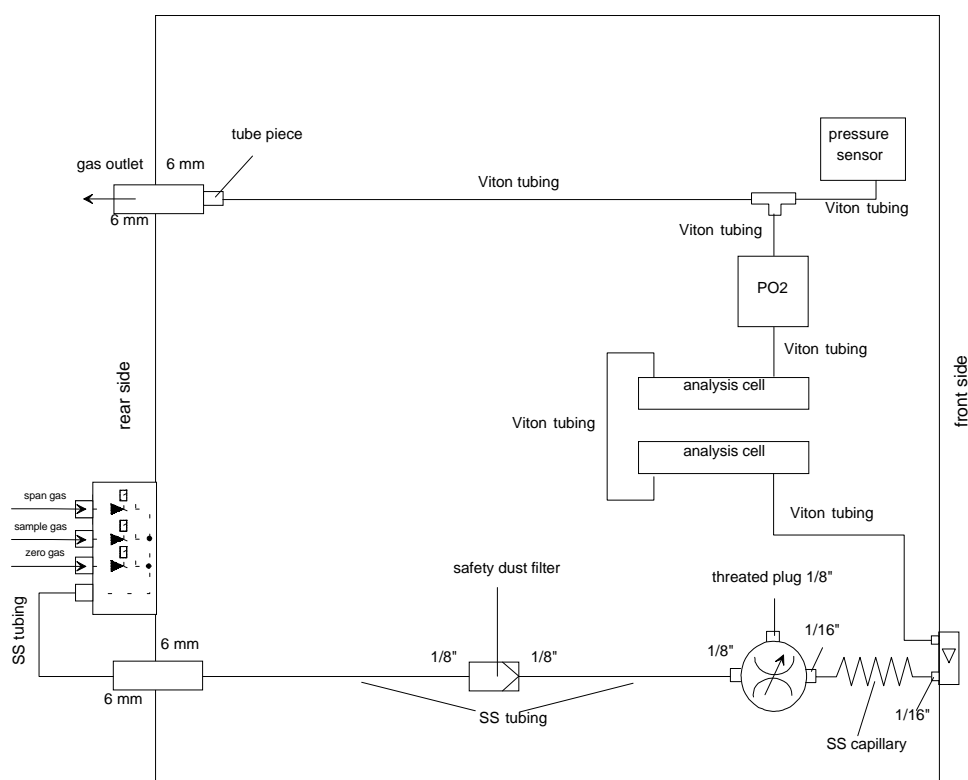 tube piece
gas outlet
6 mm
6 mm
Viton tubing
pressure
sensor
Viton tubing
Viton tubing
PO2
Viton tubing
analysis cell
Viton tubing
analysis cell
Viton tubing
rear side
front side
span gas
sample gas
zero gas
SS tubing
6 mm
6 mm
safety dust filter
1/8"
1/8"
SS tubing
threated plug 1/8"
1/8"
1/16"
1/16"
SS capillary